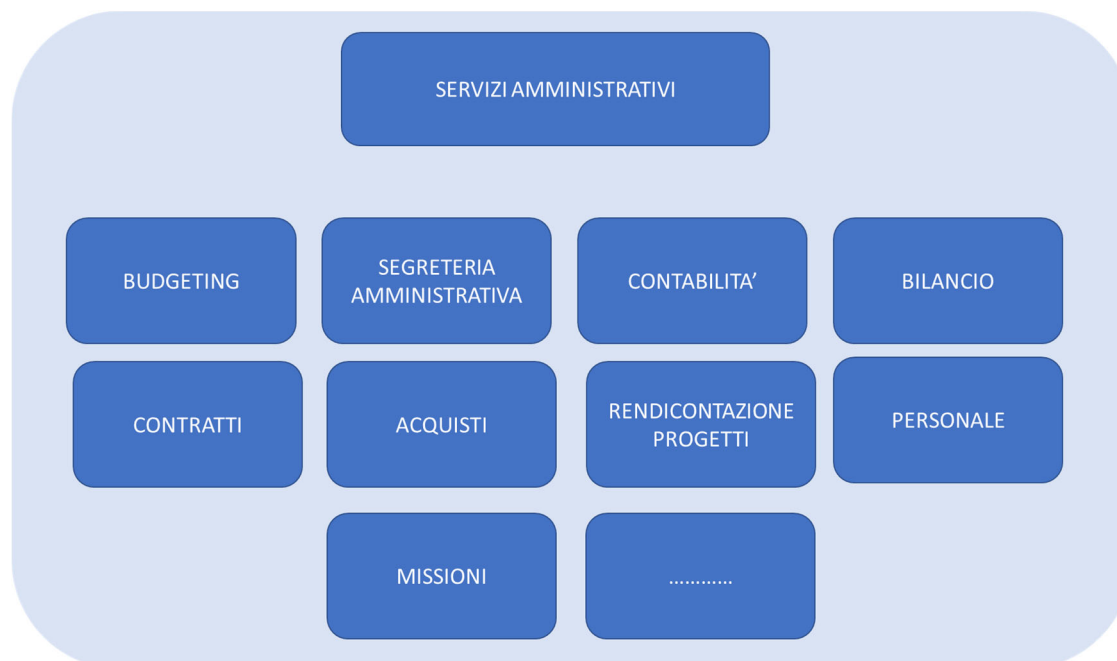 SERVIZI AMMINISTRATIVI
BUDGETING
SEGRETERIA
AMMINISTRATIVA
CONTABILITA’
BILANCIO
CONTRATTI
ACQUISTI
RENDICONTAZIONE
PROGETTI
PERSONALE
MISSIONI
…………